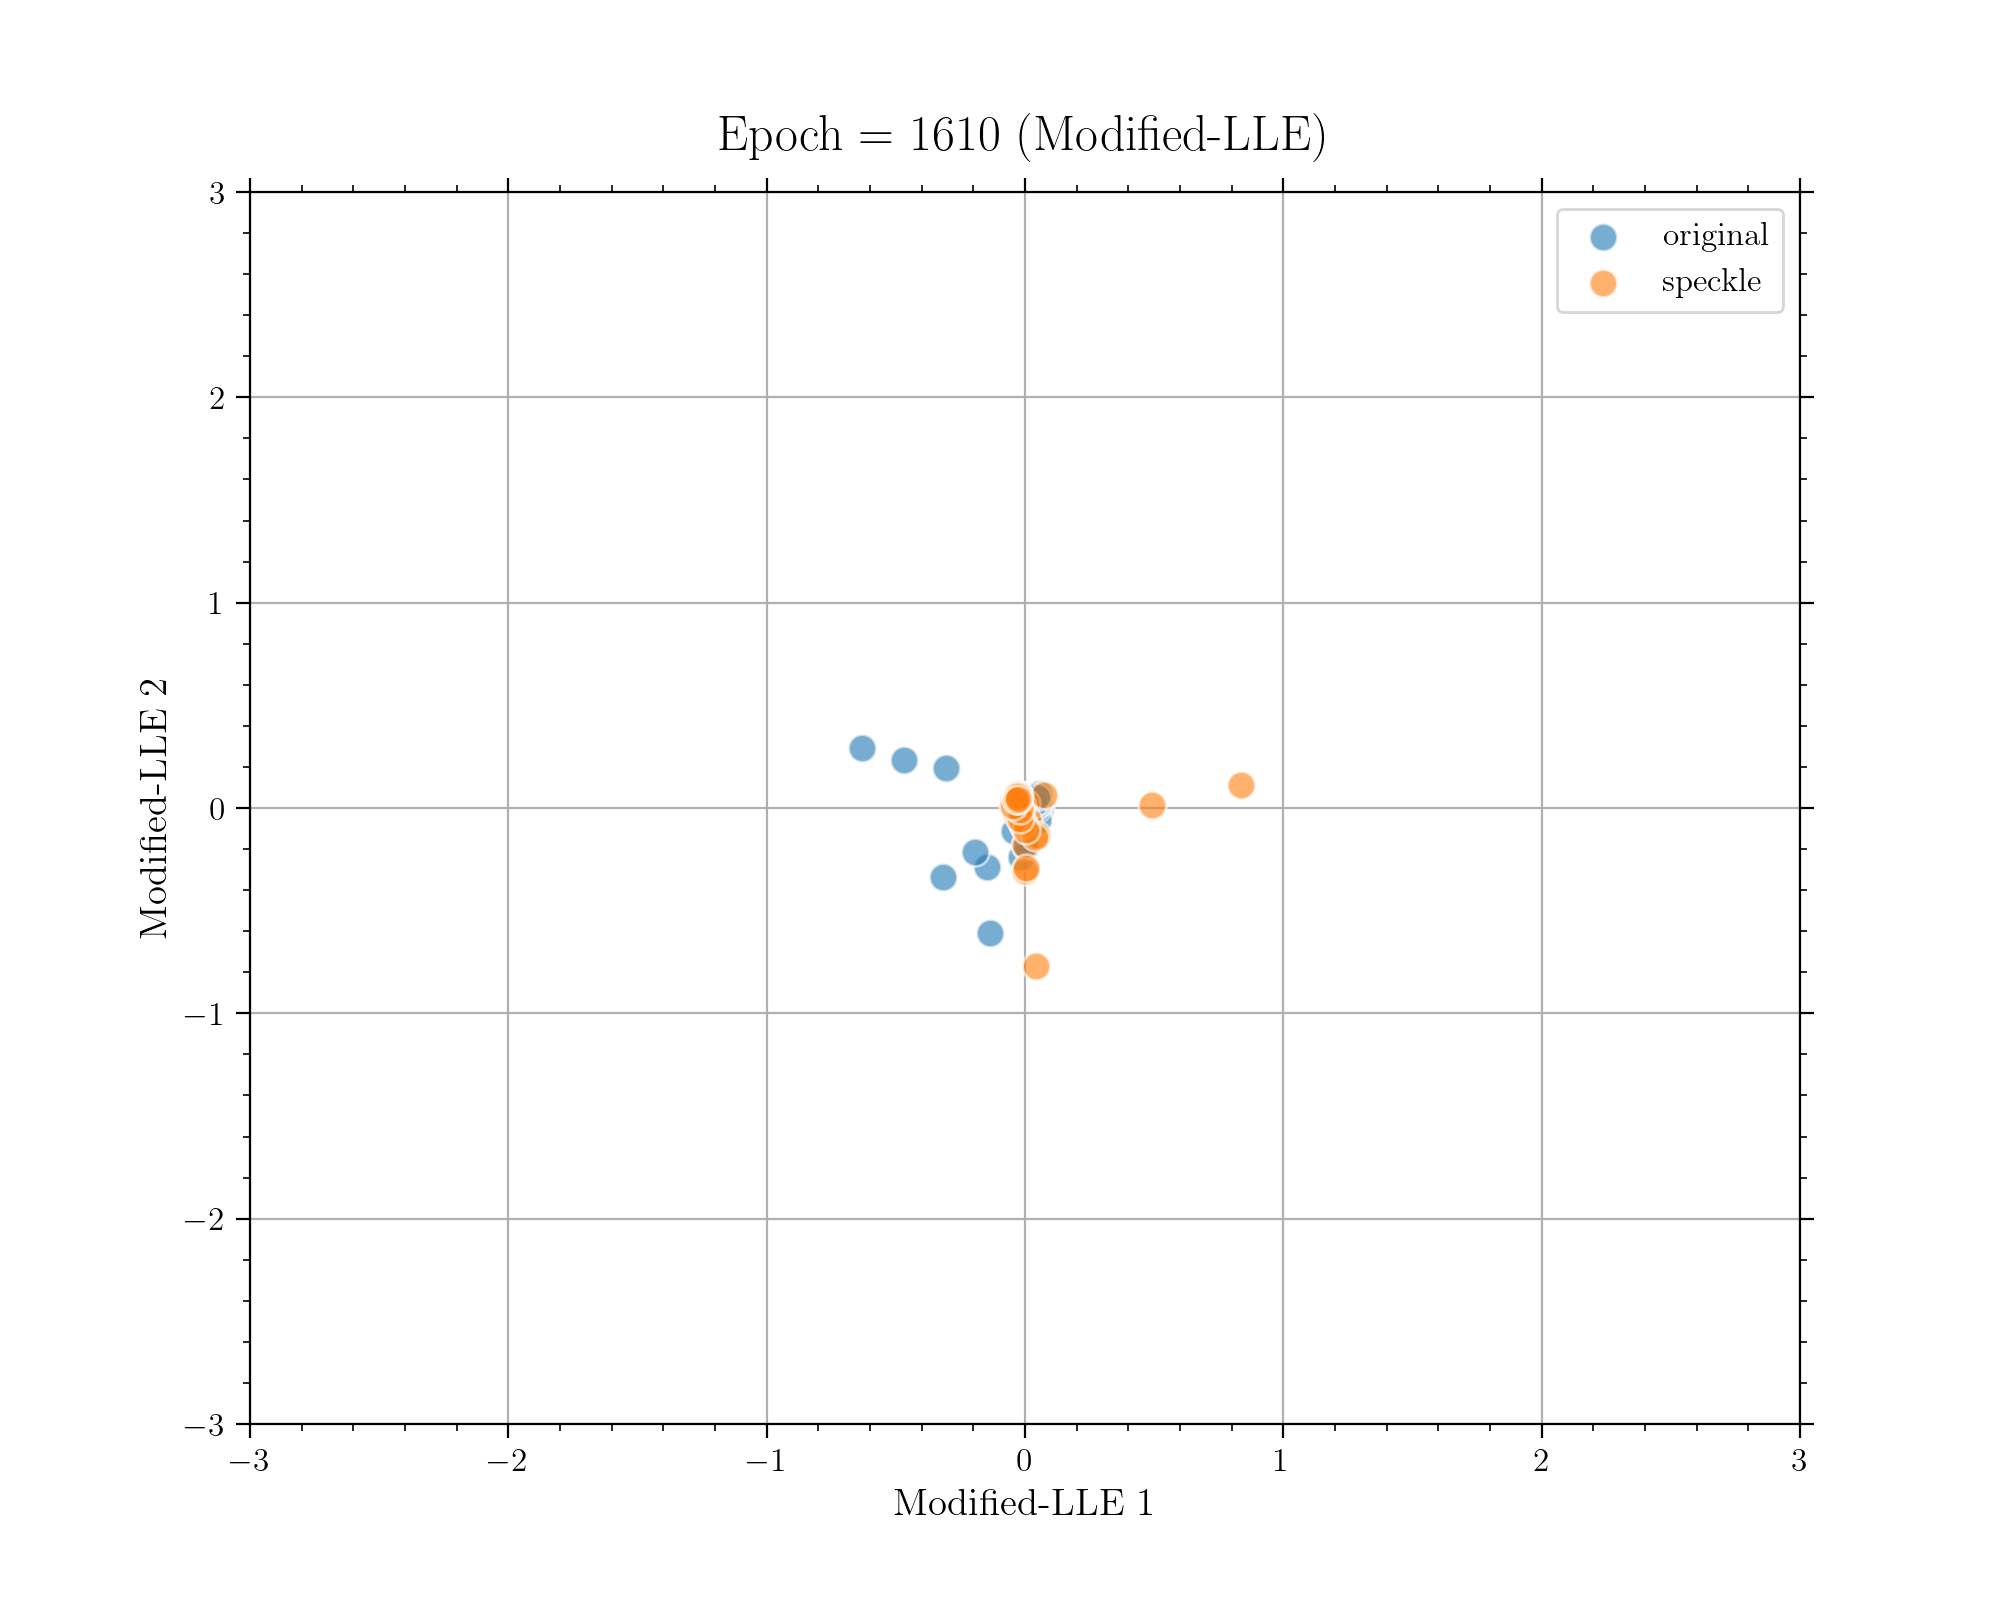 Epoch = 1610 (Modified-LLE)
original
speckle
3
2
1
0
−1
−2
−3
Modified-LLE 2
−3
−2
−1
0
1
2
3
Modified-LLE 1